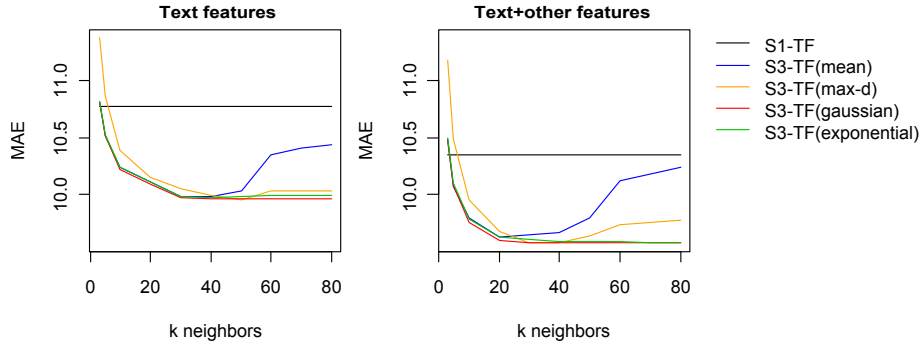 Text features
MAE
10.0
10.5
11.0
0
20
40
60
80
k neighbors
Text+other features
MAE
10.0
10.5
11.0
0
20
40
60
80
k neighbors
S1-TF
S3-TF(mean)
S3-TF(max-d)
S3-TF(gaussian)
S3-TF(exponential)